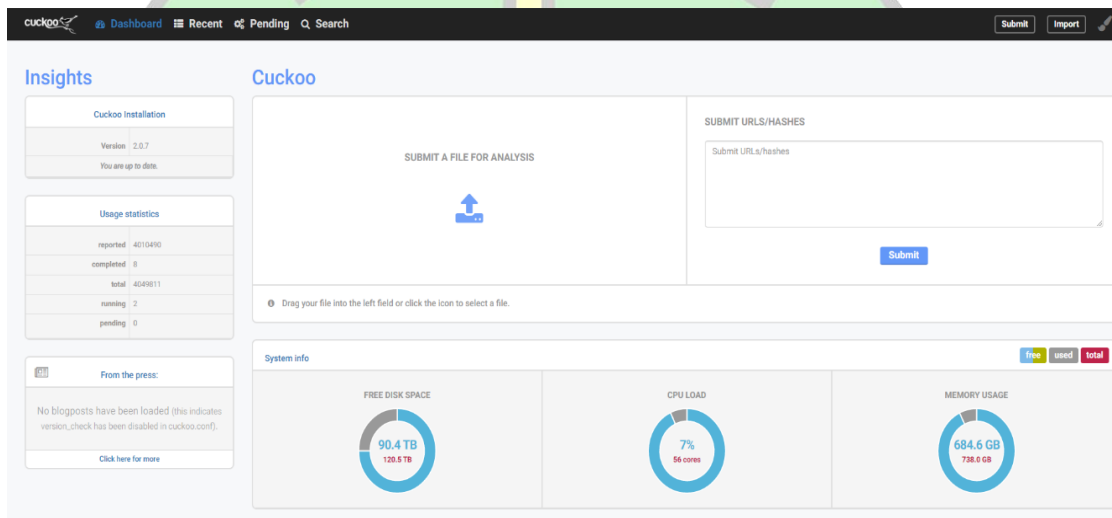 cuckoo Dashboard Recent Pending Search Submit Import
Insights
Cuckoo Installation
Version 2.0.7
You are up to date.
Usage statistics
reported 4010490
completed 8
total 4049811
running 2
pending 0
From the press:
No blogposts have been loaded (this indicates
version_check has been disabled in cuckoo.conf).
Click here for more
Cuckoo
SUBMIT A FILE FOR ANALYSIS
SUBMIT URLS/HASHES
Submit URLs/hashes
Submit
Drag your file into the left field or click the icon to select a file.
System info
free used total
FREE DISK SPACE
90.4 TB
120.5 TB
CPU LOAD
7%
56 cores
MEMORY USAGE
684.6 GB
738.0 GB